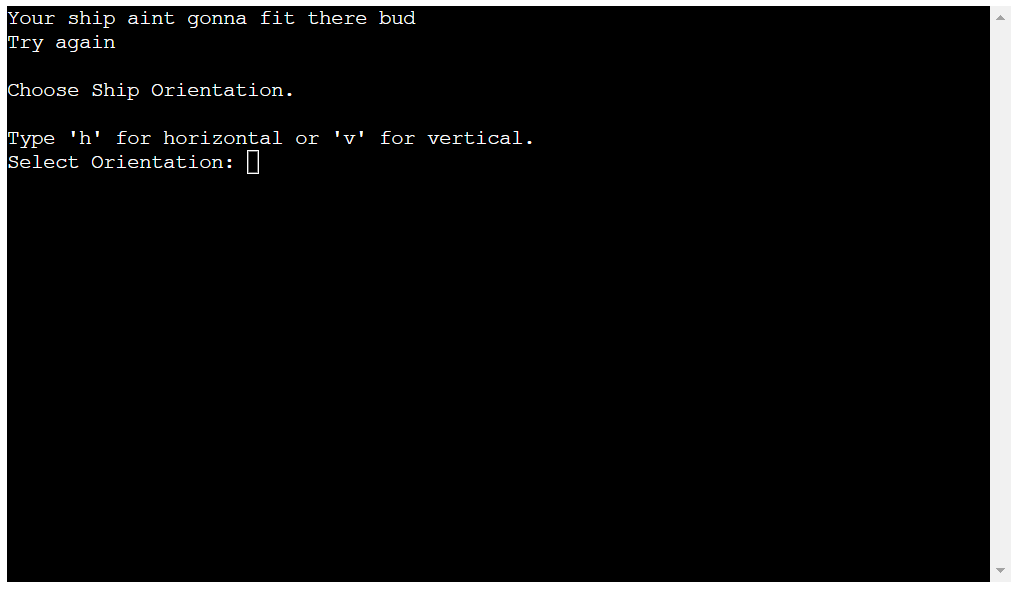 Your ship aint gonna fit there bud
Try again
Choose Ship Orientation.
Type 'h' for horizontal or 'v' for vertical.
Select Orientation: